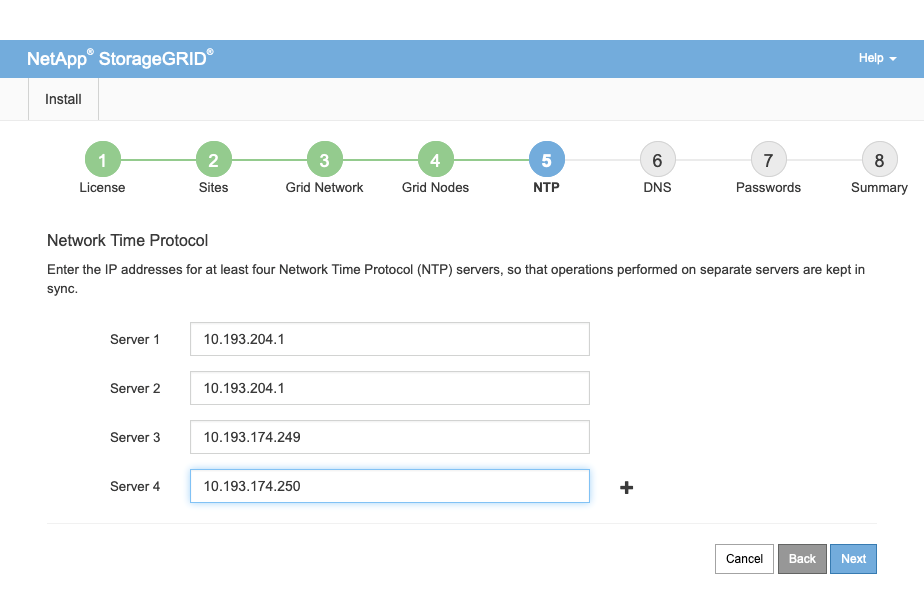 NetApp® StorageGRID®
Help
Install
1
2
3
4
5
6
7
8
License
Sites
Grid Network
Grid Nodes
NTP
DNS
Passwords
Summary
Network Time Protocol
Enter the IP addresses for at least four Network Time Protocol (NTP) servers, so that operations performed on separate servers are kept in
sync.
Server 1 10.193.204.1
Server 2 10.193.204.1
Server 3 10.193.174.249
Server 4 10.193.174.250
Cancel Back Next